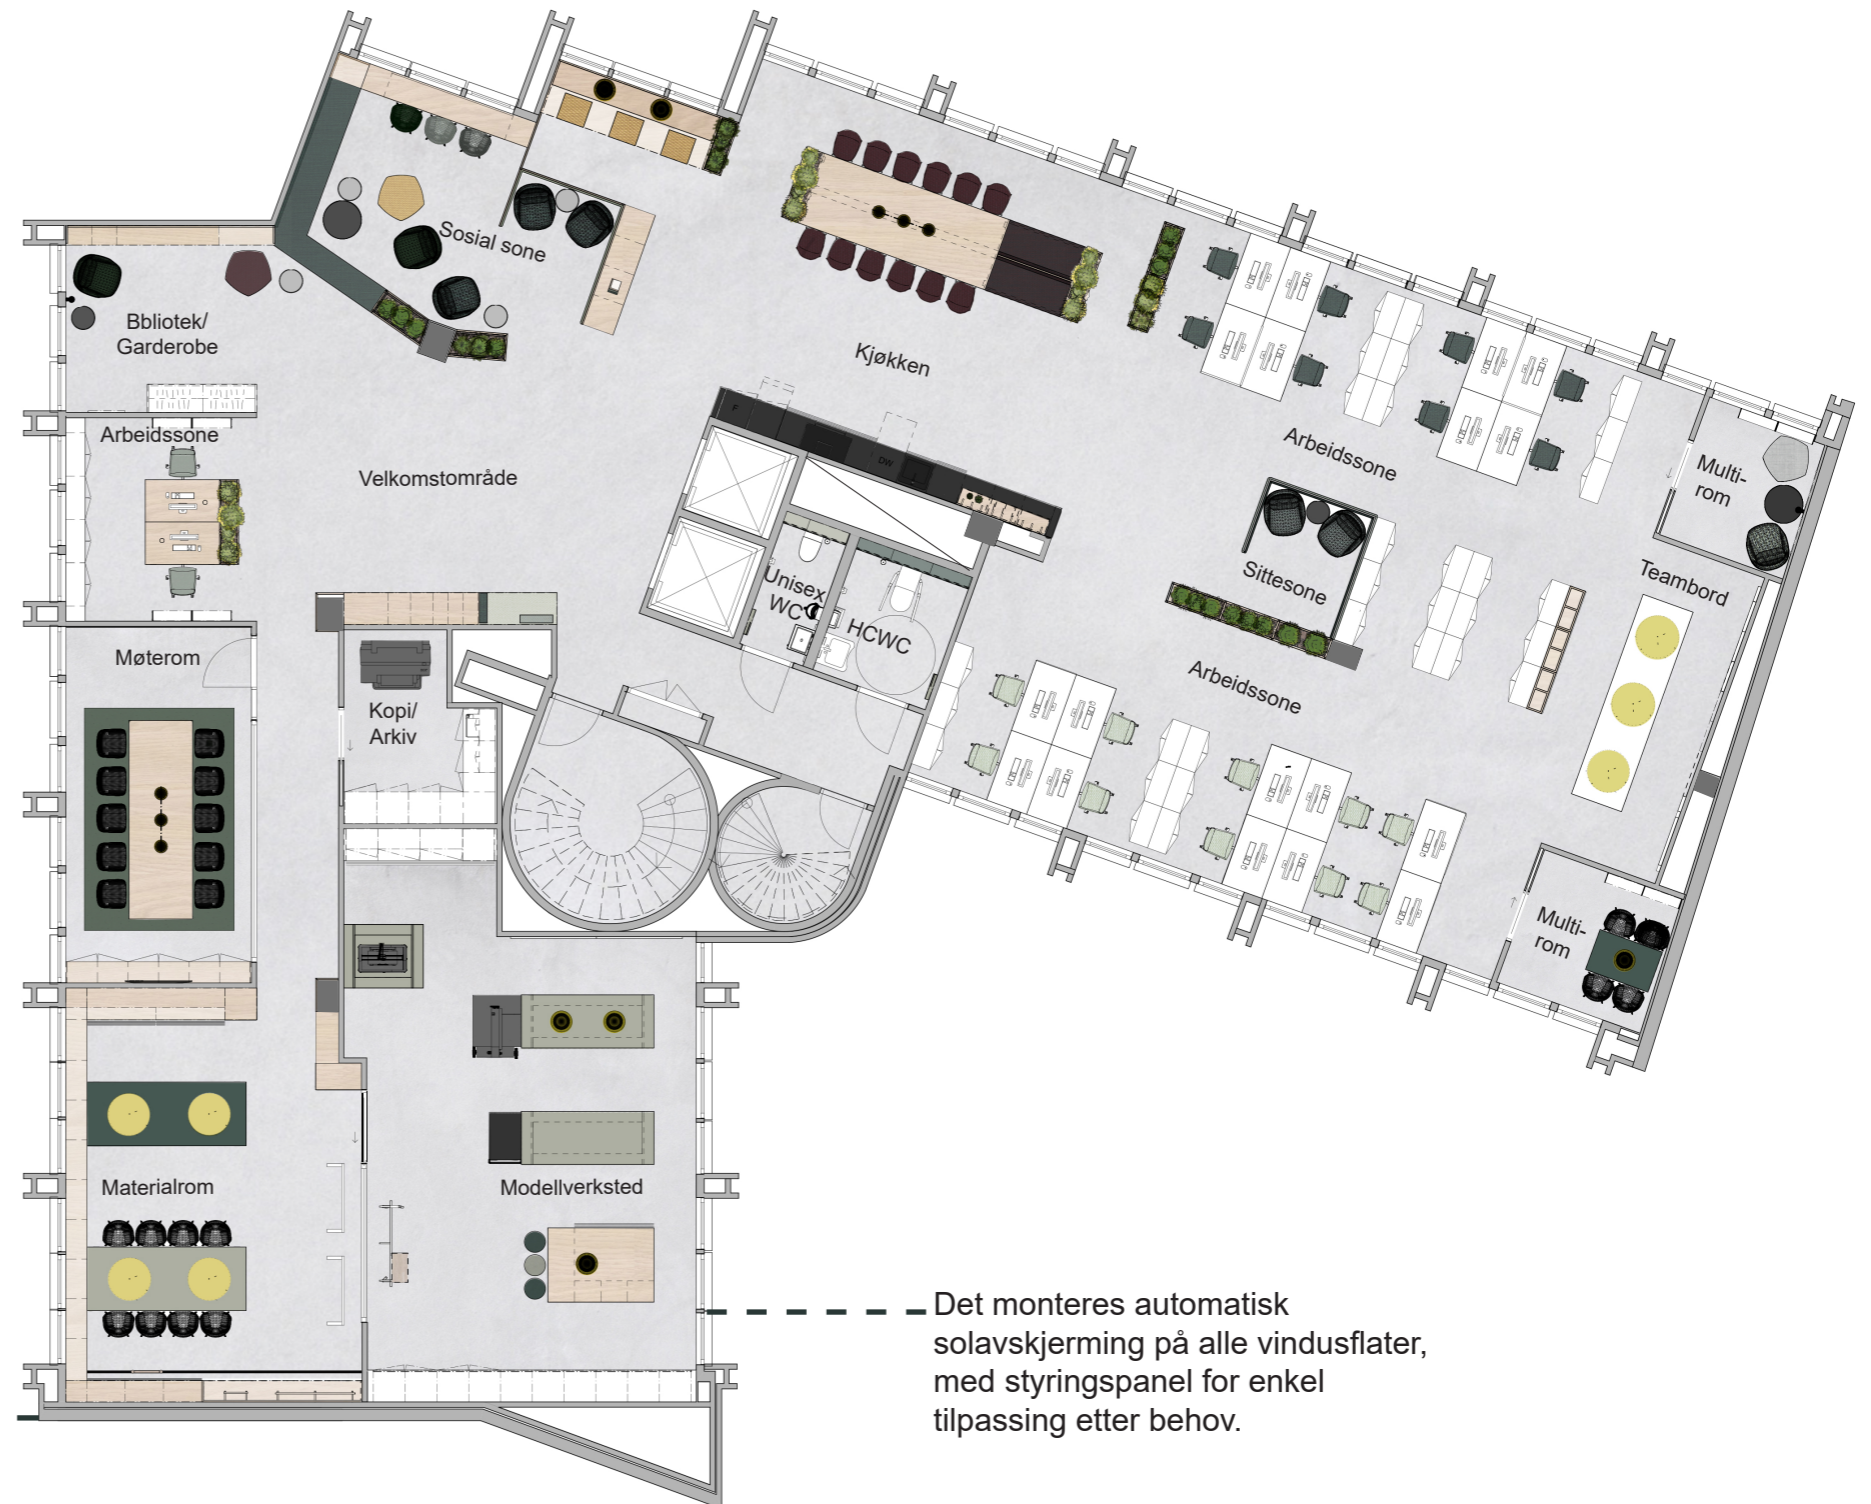 Sosial sone
Bbliotek/
Garderobe
Kjøkken
Arbeidssone
Velkomstområde
F
DW
Arbeidssone
Multi-
rom
Unisex
WC
HCWC
Sittesone
Teambord
Møterom
Kopi/
Arkiv
Arbeidssone
Multi-
rom
Materialrom
Modellverksted
Det monteres automatisk
solavskjerming på alle vindusflater,
med styringspanel for enkel
tilpassing etter behov.